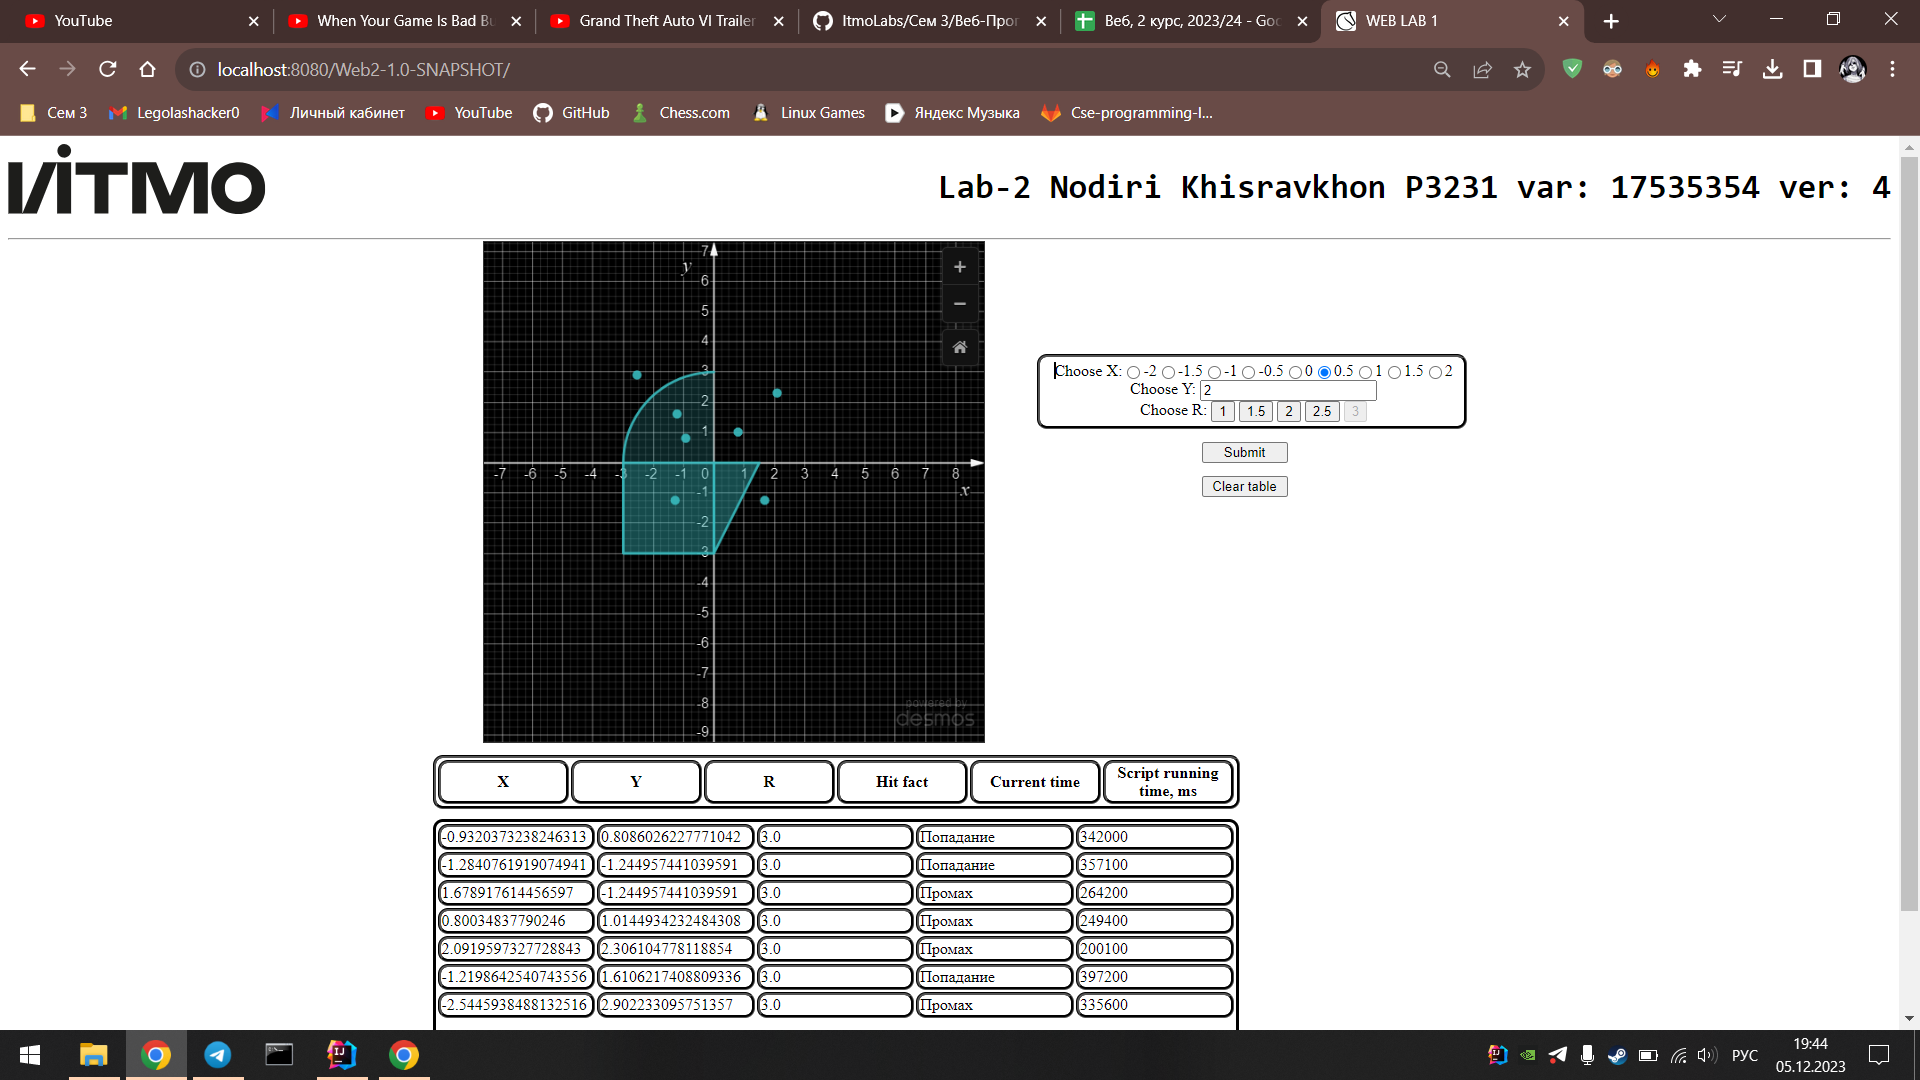 YouTube
When Your Game Is Bad Bu
Grand Theft Auto VI Trailer
ItmoLabs/Сем 3/Веб-Прог
Веб, 2 курс, 2023/24 - Goo
WEB LAB 1
localhost:8080/Web2-1.0-SNAPSHOT/
Сем 3
Legolashacker0
Личный кабинет
YouTube
GitHub
Chess.com
Linux Games
Яндекс Музыка
Cse-programming-l...
ITMO
Lab-2 Nodiri Khisravkhon P3231 var: 17535354 ver: 4
7
y
6
5
4
3
2
1
-7 -6 -5 -4 -3 -2 -1 0 1 2 3 4 5 6 7 8
x
-1
-2
-3
-4
-5
-6
-7
-8
-9
+
−
powered by
desmos
Choose X: -2 -1.5 -1 -0.5 0 0.5 1 1.5 2
Choose Y: 2
Choose R: 1 1.5 2 2.5 3
Submit
Clear table
X Y R Hit fact Current time Script running time, ms
-0.9320373238246313 0.8086026227771042 3.0 Попадание 342000
-1.2840761919074941 -1.244957441039591 3.0 Попадание 357100
1.678917614456597 -1.244957441039591 3.0 Промах 264200
0.80034837790246 1.0144934232484308 3.0 Промах 249400
2.0919597327728843 2.306104778118854 3.0 Промах 200100
-1.2198642540743556 1.6106217408809336 3.0 Попадание 397200
-2.5445938488132516 2.902233095751357 3.0 Промах 335600
РУС
19:44
05.12.2023